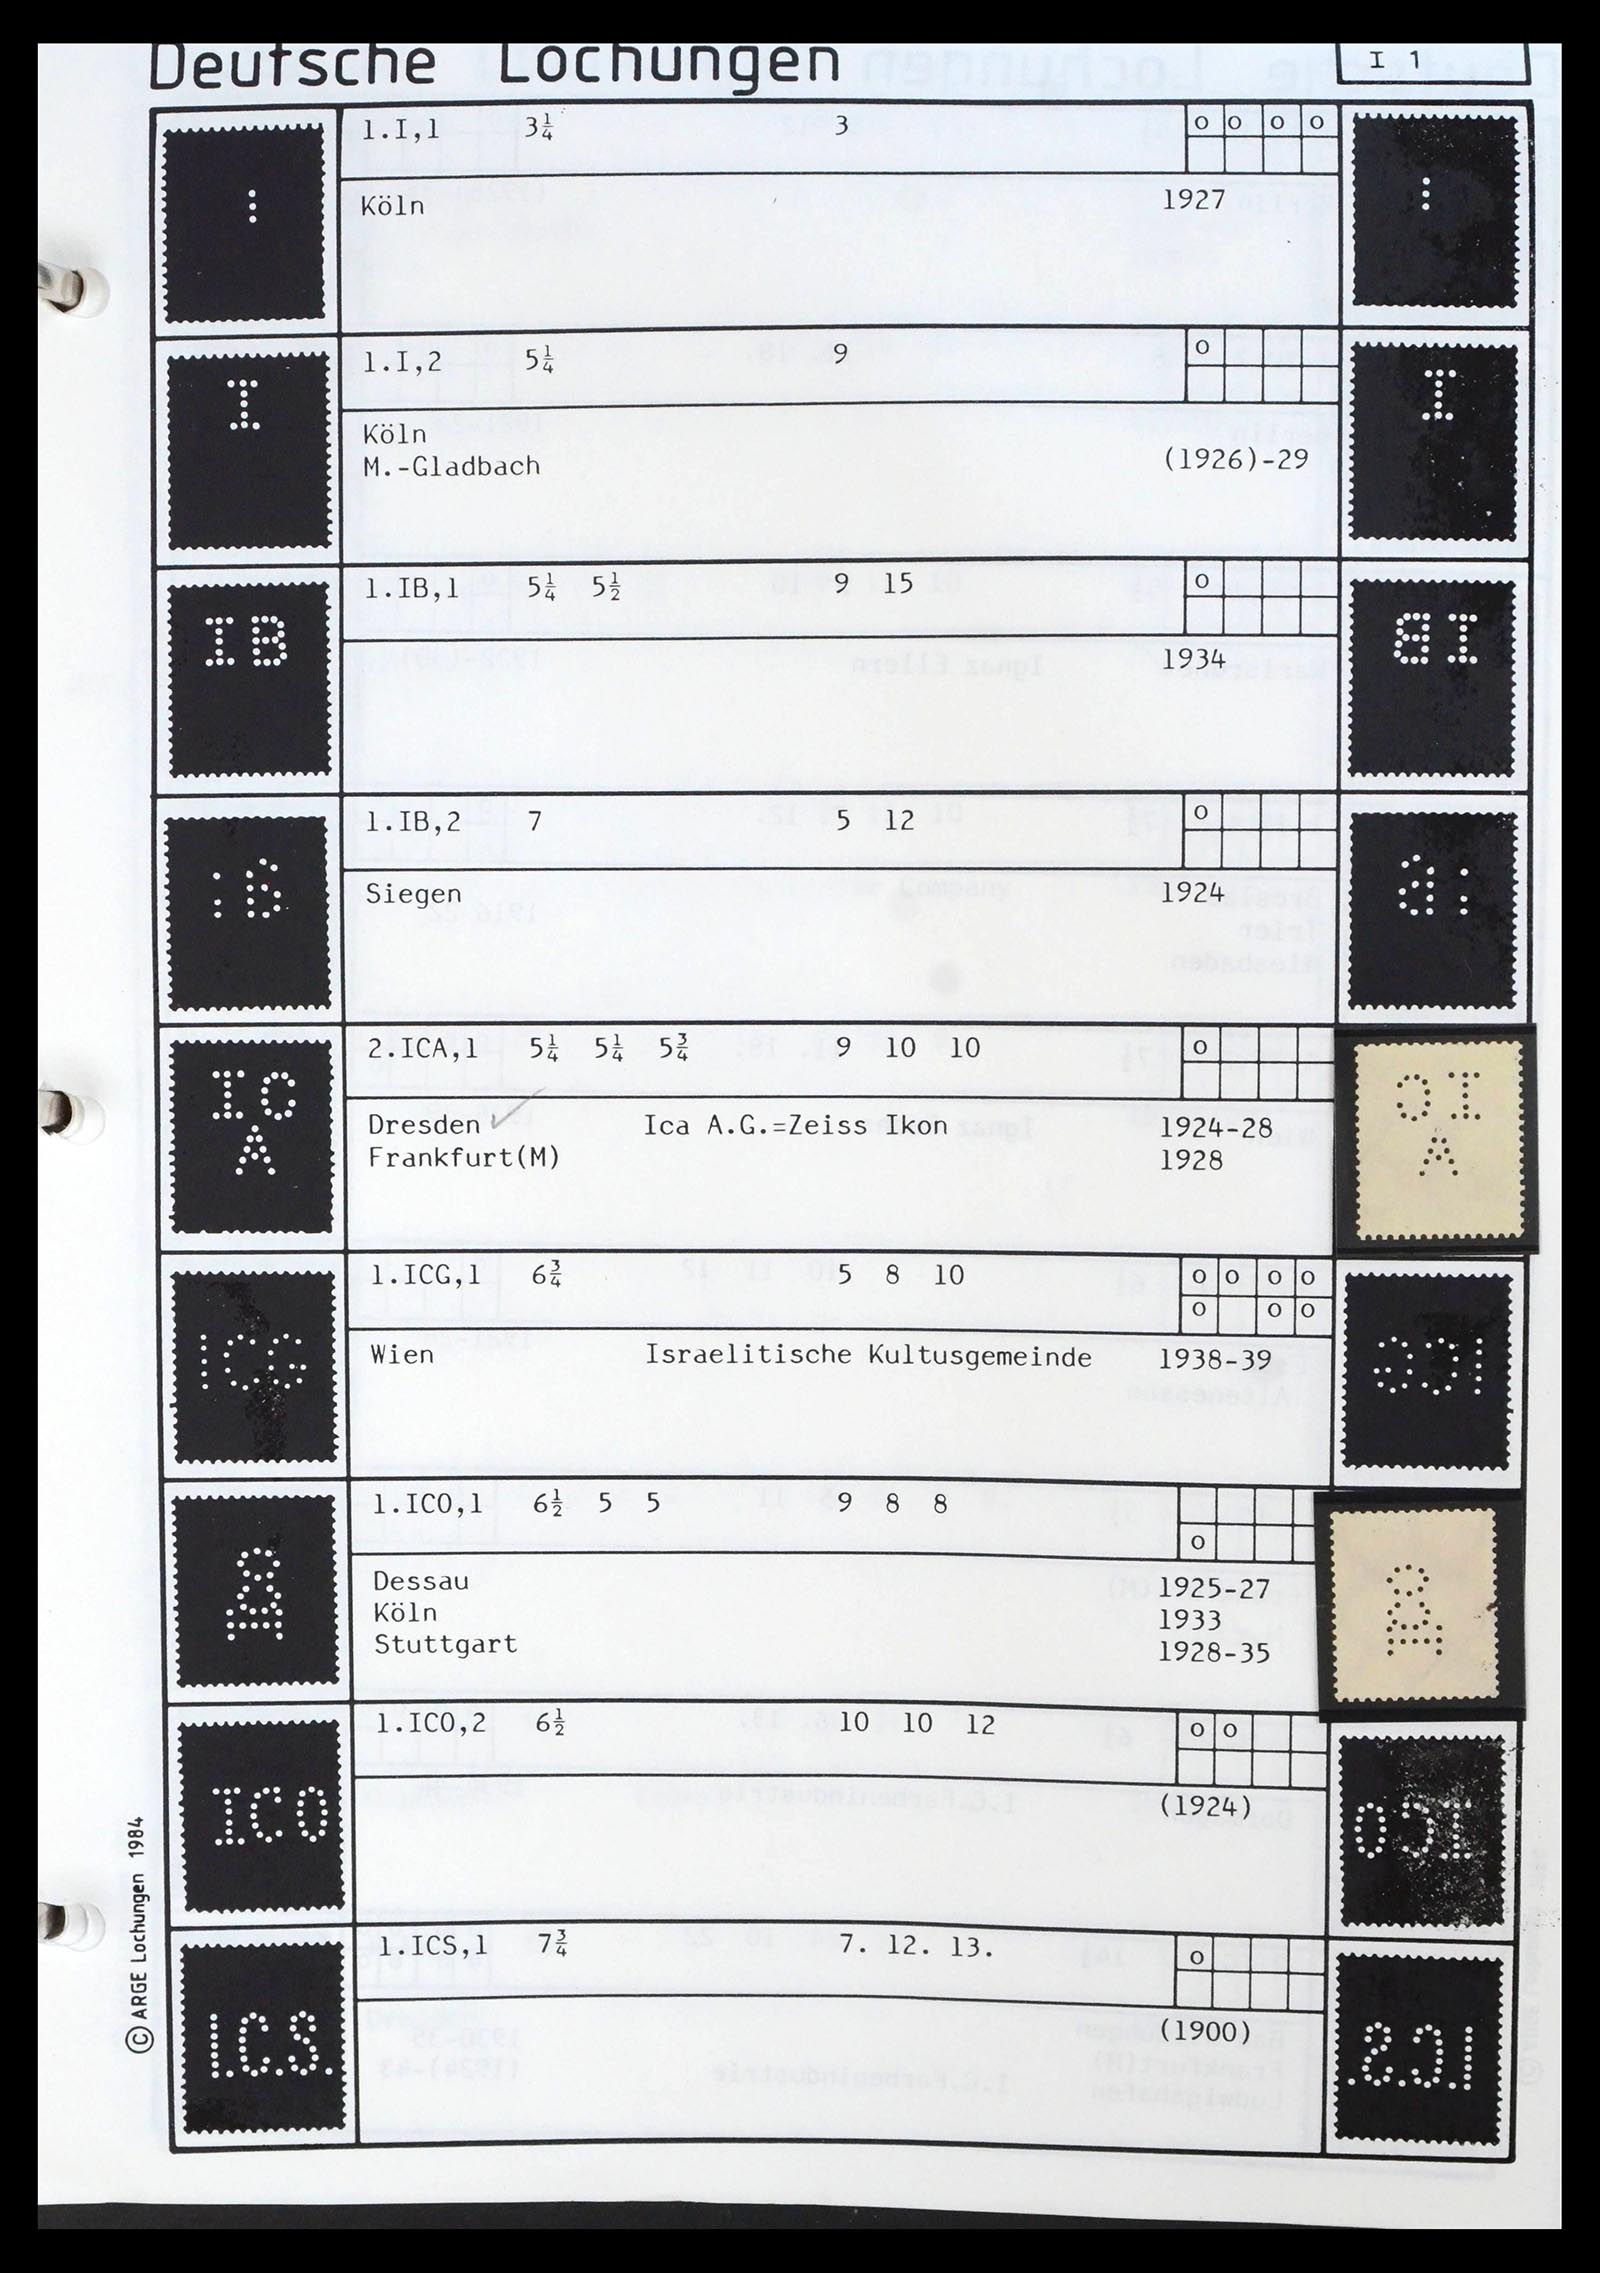 Deutsche Lochungen
I 1
1.I,1 3¼ 3 o o o o
Köln 1927
I
1.I,2 5¼ 9 o
I
Köln
M.-Gladbach (1926)-29
1.IB,1 5¼ 5½ 9 15 o
IB
1934
1.IB,2 7 5 12 o
IB
Siegen 1924
2.ICA,1 5¼ 5¼ 5¾ 9 10 10 o
IC
A
Dresden Ica A.G.=Zeiss Ikon 1924-28
Frankfurt(M) 1928
1.ICG,1 6¾ 5 8 10 o o o o
o o o
ICG
Wien Israelitische Kultusgemeinde 1938-39
1.ICO,1 6½ 5 5 9 8 8
o
Dessau 1925-27
Köln 1933
Stuttgart 1928-35
1.ICO,2 6½ 10 10 12 o o
ICO
(1924)
1.ICS,1 7¾ 7. 12. 13. o
I.C.S.
(1900)
© ARGE Lochungen 1984